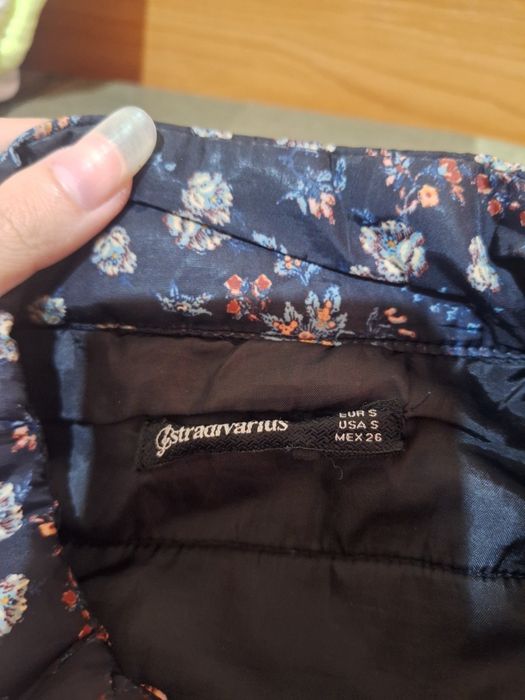 stradivarius
EUR S
USA S
MEX 26